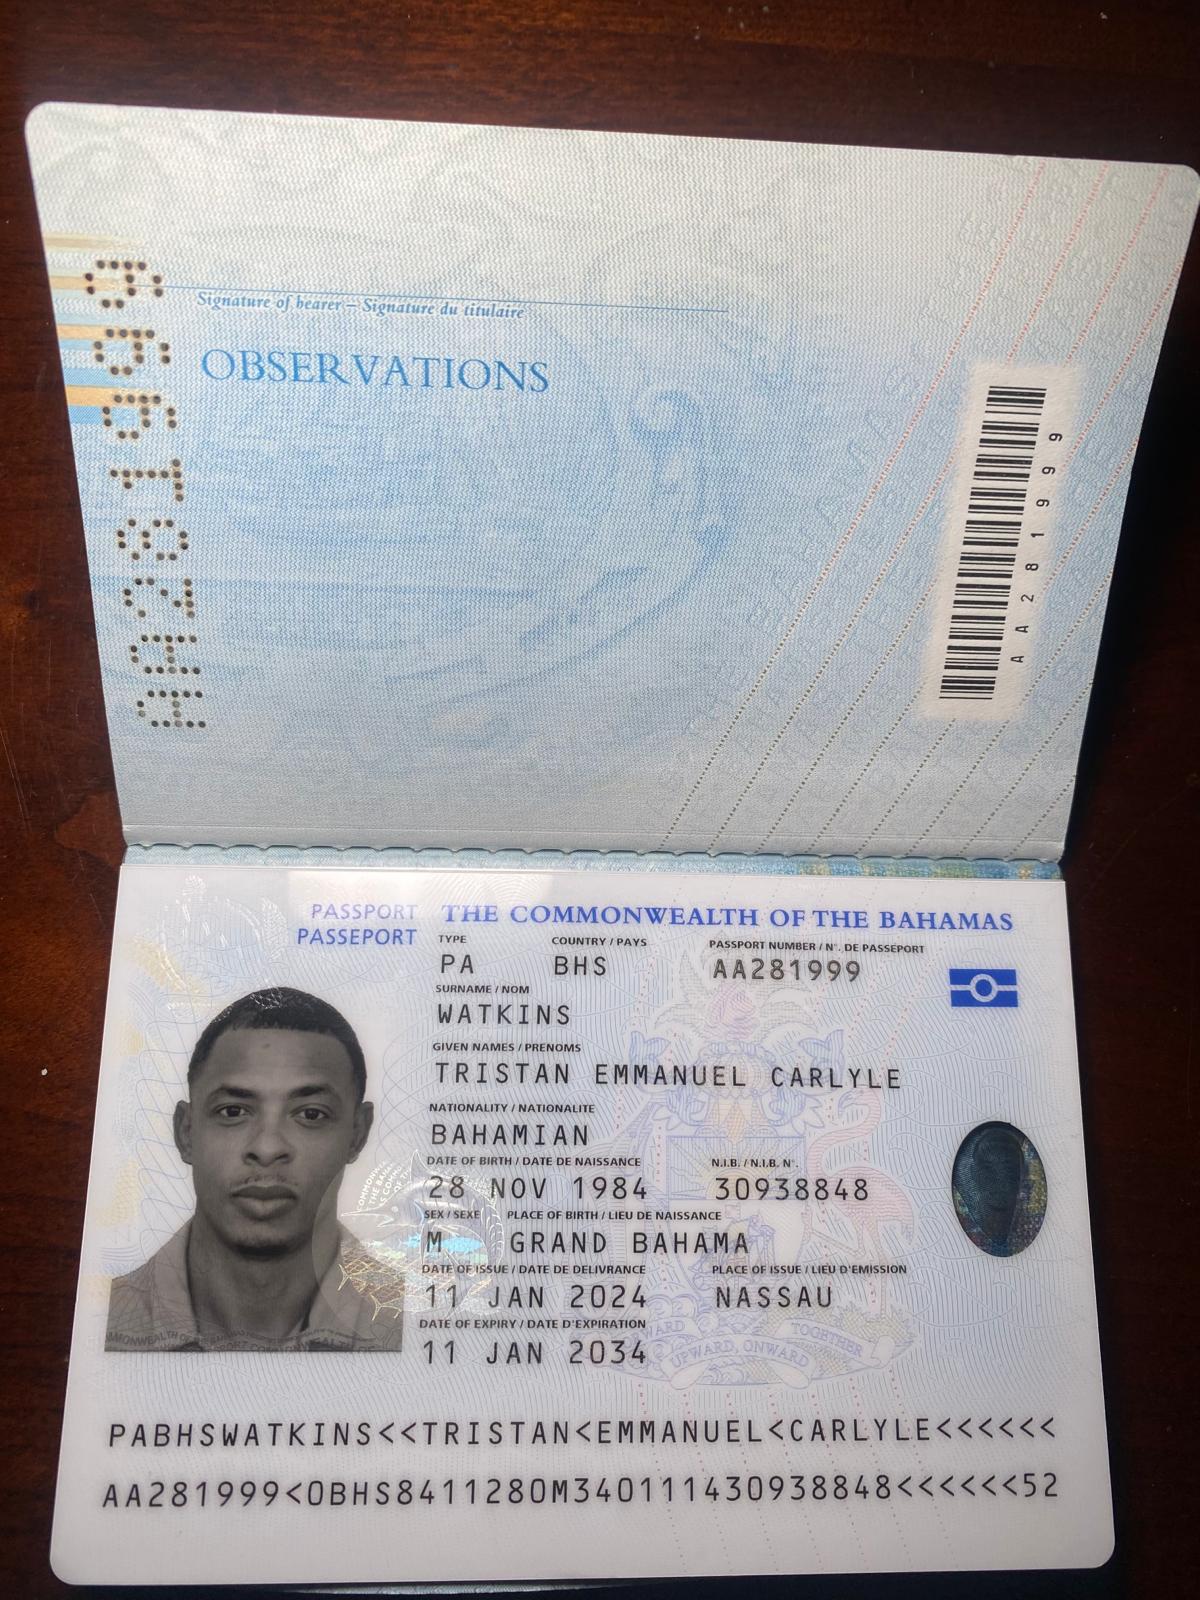 AA281999
Signature of bearer – Signature du titulaire
OBSERVATIONS
AA281999
PASSPORT
PASSEPORT
THE COMMONWEALTH OF THE BAHAMAS
TYPE COUNTRY / PAYS PASSPORT NUMBER / N°. DE PASSEPORT
PA BHS AA281999
SURNAME / NOM
WATKINS
GIVEN NAMES / PRENOMS
TRISTAN EMMANUEL CARLYLE
NATIONALITY / NATIONALITE
BAHAMIAN
DATE OF BIRTH / DATE DE NAISSANCE N.I.B. / N.I.B. N°.
28 NOV 1984 30938848
SEX / SEXE PLACE OF BIRTH / LIEU DE NAISSANCE
M GRAND BAHAMA
DATE OF ISSUE / DATE DE DELIVRANCE PLACE OF ISSUE / LIEU D'EMISSION
11 JAN 2024 NASSAU
DATE OF EXPIRY / DATE D'EXPIRATION
11 JAN 2034
UPWARD, ONWARD
TOGETHER
PABHSWATKINS<<TRISTAN<EMMANUEL<CARLYLE<<<<<<
AA281999<0BHS8411280M340111430938848<<<<<<52